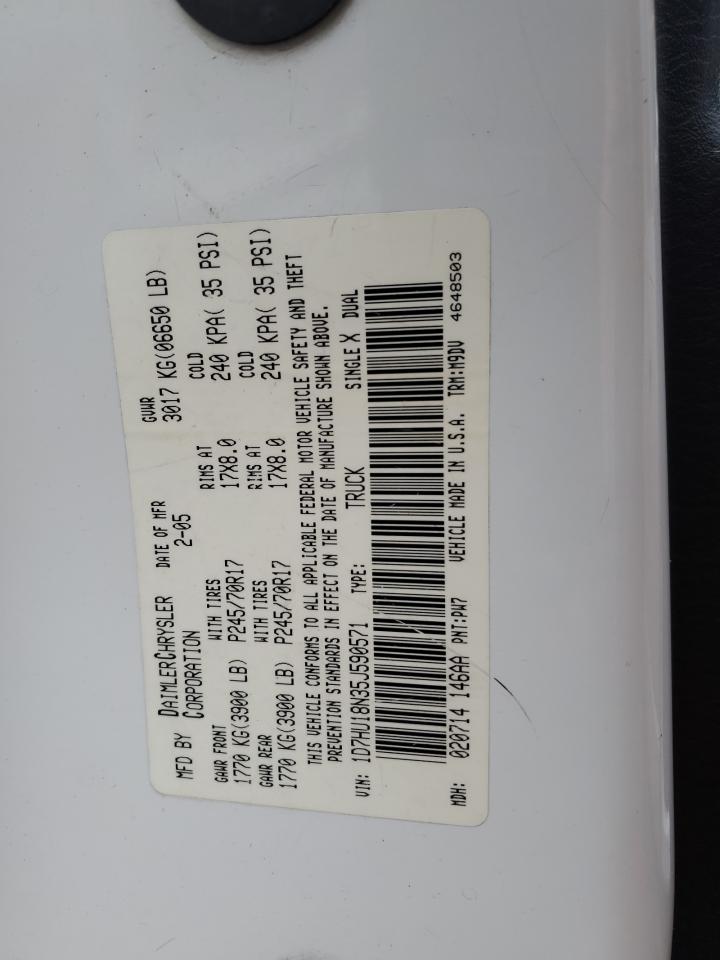 MFD BY DAIMLERCHRYSLER CORPORATION DATE OF MFR 2-05 GVWR 3017 KG(06650 LB)
GAWR FRONT WITH TIRES RIMS AT COLD
1770 KG(3900 LB) P245/70R17 17X8.0 240 KPA( 35 PSI)
GAWR REAR WITH TIRES RIMS AT COLD
1770 KG(3900 LB) P245/70R17 17X8.0 240 KPA( 35 PSI)
THIS VEHICLE CONFORMS TO ALL APPLICABLE FEDERAL MOTOR VEHICLE SAFETY AND THEFT
PREVENTION STANDARDS IN EFFECT ON THE DATE OF MANUFACTURE SHOWN ABOVE.
VIN: 1D7HU18N35J590571 TYPE: TRUCK SINGLE X DUAL
MDH: 020714 146AA PNT:PW7 VEHICLE MADE IN U.S.A. TRM:M9DV 4648503